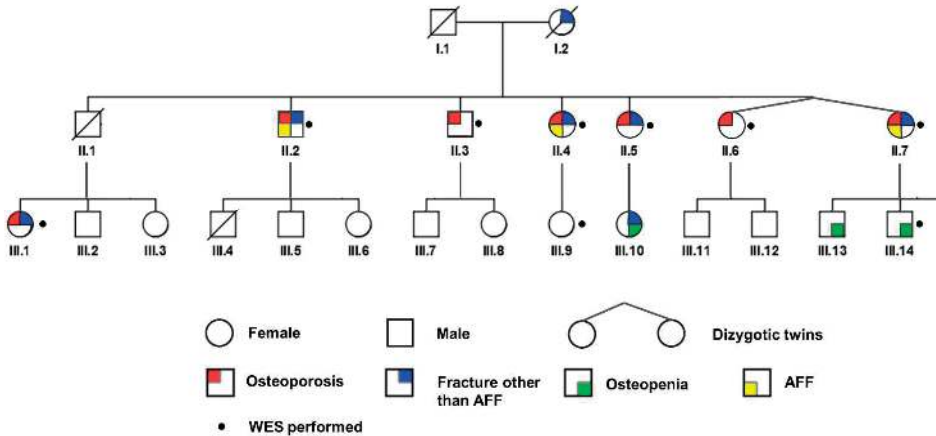 I.1 I.2
II.1 II.2 II.3 II.4 II.5 II.6 II.7
III.1 III.2 III.3 III.4 III.5 III.6 III.7 III.8 III.9 III.10 III.11 III.12 III.13 III.14
Female Male Dizygotic twins
Osteoporosis Fracture other Osteopenia AFF
than AFF
WES performed